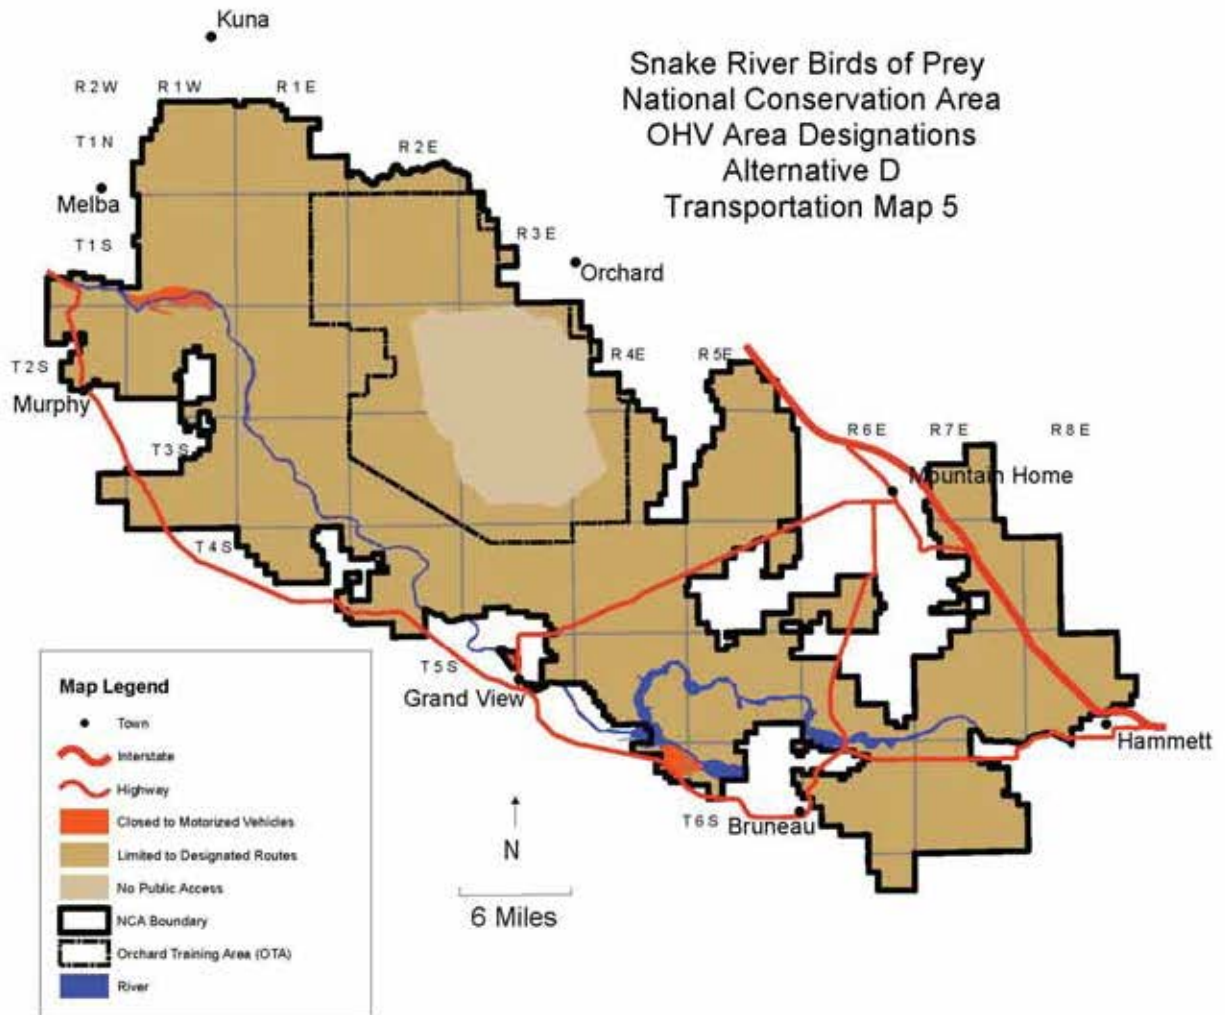 Kuna
Snake River Birds of Prey
National Conservation Area
OHV Area Designations
Alternative D
Transportation Map 5
R 2 W
R 1 W
R 1 E
T 1 N
R 2 E
Melba
T 1 S
R 3 E
Orchard
T 2 S
R 4 E
R 5E
Murphy
R 6 E
R 7 E
R 8 E
T 3 S
Mountain Home
T 4 S
T 5 S
Grand View
Hammett
T 6 S
Bruneau
N
6 Miles
Map Legend
Town
Interstate
Highway
Closed to Motorized Vehicles
Limited to Designated Routes
No Public Access
NCA Boundary
Orchard Training Area (OTA)
River